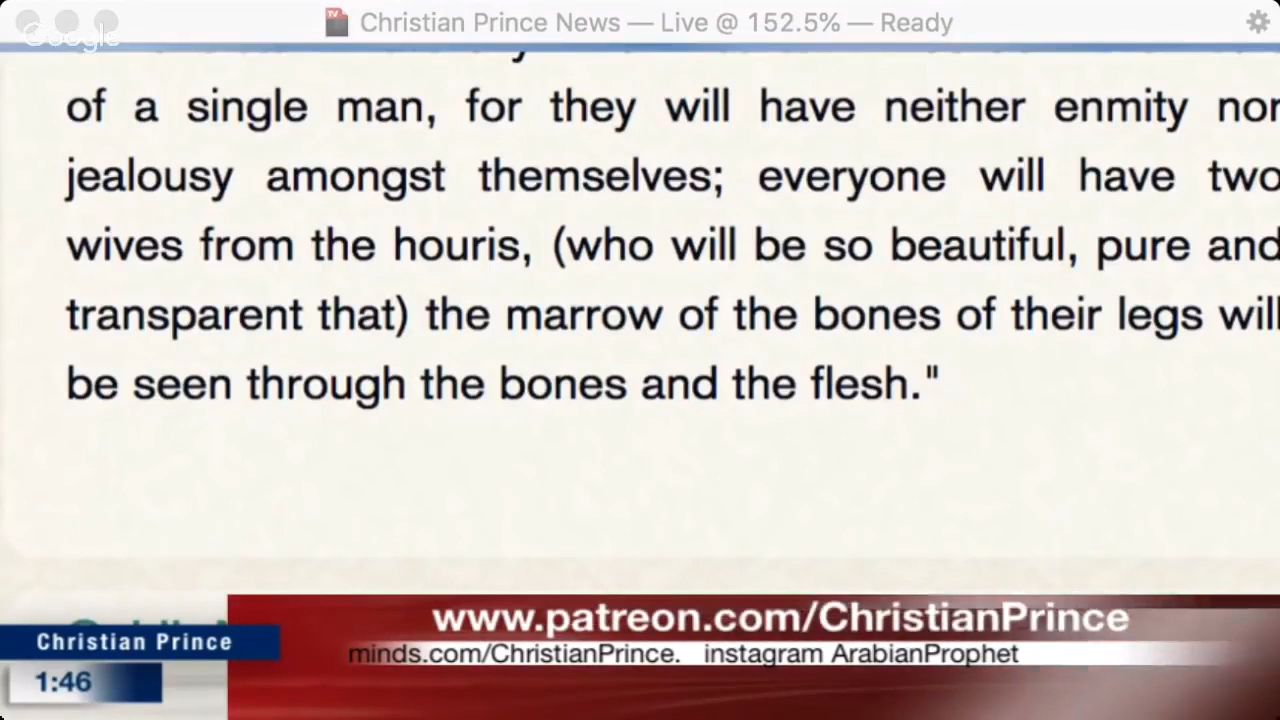 Christian Prince News — Live @ 152.5% — Ready
Google
of a single man, for they will have neither enmity nor
jealousy amongst themselves; everyone will have two
wives from the houris, (who will be so beautiful, pure and
transparent that) the marrow of the bones of their legs will
be seen through the bones and the flesh."
www.patreon.com/ChristianPrince
Christian Prince
minds.com/ChristianPrince. instagram ArabianProphet
1:46